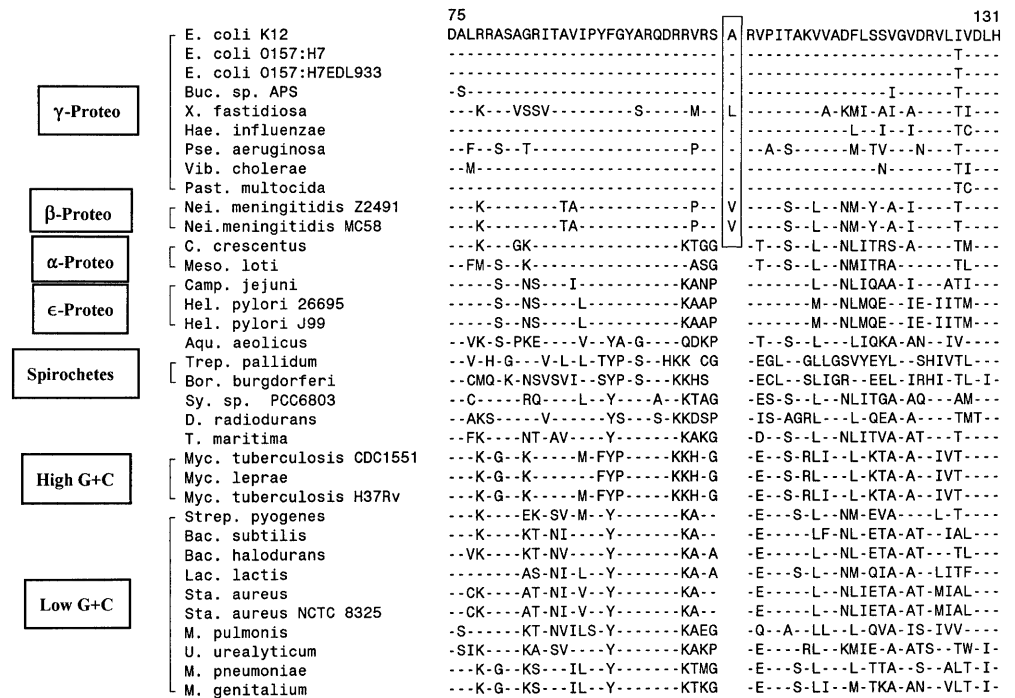 75 131
E. coli K12 DALRRASAGRITAVIPYFGYARQDRRVRS A RVPITAKVVADFLSSVGVDRVLTVDLH
E. coli O157:H7 ----------------------------- - -----------------------T----
E. coli O157:H7EDL933 ----------------------------- - -----------------------T----
Buc. sp. APS -S--------------------------- - ----------------I-----------
γ-Proteo
X. fastidiosa ---K---VSSV---------S-----M-- L --------A-KMI-AI-A----TI---
Hae. influenzae ----------------------------- - -----------L--I--I----TC---
Pse. aeruginosa --F--S--T-----------------P-- - --A-S------M-TV---N---T----
Vib. cholerae --M-------------------------- - ---------------N-------TI---
Past. multocida ----------------------------- - -----------------------TC---
β-Proteo
Nei. meningitidis Z2491 ---K--------TA-------------P-- V ----S--L--NM-Y-A-I----T----
Nei.meningitidis MC58 ---K--------TA-------------P-- V ----S--L--NM-Y-A-I----T----
α-Proteo
C. crescentus ---K---GK----------------KTGG -T--S--L--NLITRS-A----TM---
Meso. loti --FM-S--K-----------------ASG -T--S--L--NMITRA------TL---
ϵ-Proteo
Camp. jejuni -----S--NS----I----------KANP -------L--NLIQAA-I---ATI---
Hel. pylori 26695 -----S--NS-----L---------KAAP -------M--NLMQE--IE-IITM---
Hel. pylori J99 -----S--NS-----L---------KAAP -------M--NLMQE--IE-IITM---
Aqu. aeolicus --VK-S-PKE----V--YA-G----QDKP -T--S--L---LIQKA-AN--IV----
Spirochetes
Trep. pallidum --V-H-G---V-L-L-TYP-S--HKK CG -EGL--GLLGSVYEYL--SHIVTL---
Bor. burgdorferi --CMQ-K-NSVSVI--SYP-S--KKHS -ECL--SLIGR--EEL-IRHI-TL-I-
Sy. sp. PCC6803 --C-----RQ-----L--Y----A--KTAG -ES-S--L--NLITGA-AQ---AM---
D. radiodurans --AKS-----V-------YS---S-KKDSP -IS-AGRL---L-QEA-A---TMT--
T. maritima --FK----NT-AV----Y-------KAKG -D--S--L--NLITVA-AT---T----
High G+C
Myc. tuberculosis CDC1551 ---K-G--K-----M-FYP------KKH-G -E--S-RLI--L-KTA-A--IVT----
Myc. leprae ---K-G--K-------FYP------KKH-G -E--S-RL---L-KTA-A--IVT----
Myc. tuberculosis H37Rv ---K-G--K-----M-FYP------KKH-G -E--S-RLI--L-KTA-A--IVT----
Low G+C
Strep. pyogenes ---K----EK-SV-M--Y-------KA-- -E---S-L--NM-EVA----L-T----
Bac. subtilis ---K----KT-NI----Y-------KA-- -E-----LF-NL-ETA-AT--IAL---
Bac. halodurans --VK----KT-NV----Y-------KA-A -E-----L--NL-ETA-AT---TL---
Lac. lactis --------AS-NI-L--Y-------KA-A -E---S-L--NM-QIA-A--LITF---
Sta. aureus --CK----AT-NI-V--Y-------KA-- -E-----L--NLIETA-AT-MIAL---
Sta. aureus NCTC 8325 --CK----AT-NI-V--Y-------KA-- -E-----L--NLIETA-AT-MIAL---
M. pulmonis -S------KT-NVILS-Y-------KAEG -Q--A--LL--L-QVA-IS-IVV----
U. urealyticum -SIK----KA-SV----Y-------KAKP -E----RL--KMIE-A-ATS--TW-I-
M. pneumoniae ---K-G--KS---IL--Y-------KTMG -E--S-L---L-TTA--S--ALT-I-
M. genitalium ---K-G--KS---IL--Y-------KTKG -E--S-LI--M-TKA-AN--VLT-I-